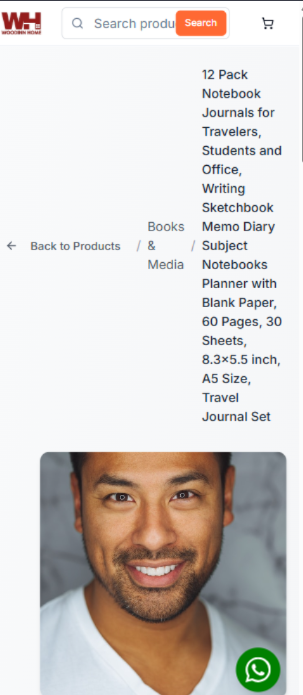 WH
WOODEEN HOME
Search produ
Search
12 Pack
Notebook
Journals for
Travelers,
Students and
Office,
Writing
Sketchbook
Memo Diary
Subject
Notebooks
Planner with
Blank Paper,
60 Pages, 30
Sheets,
8.3×5.5 inch,
A5 Size,
Travel
Journal Set
← Back to Products / Books
&
Media /